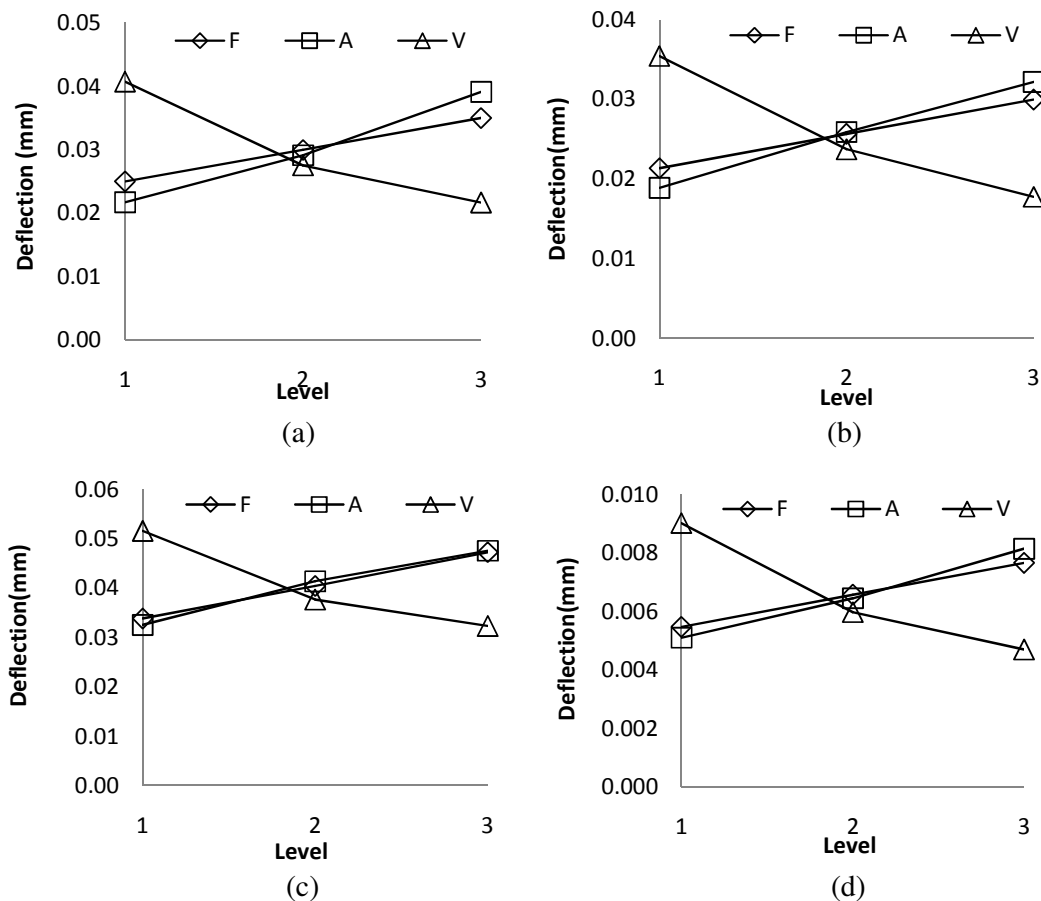 0.05
F A V
0.04
0.03
0.02
0.01
0.00
Deflection (mm)
1 2 3
Level
(a)
0.04
F A V
0.03
0.02
0.01
0.00
Deflection(mm)
1 2 3
Level
(b)
0.06
F A V
0.05
0.04
0.03
0.02
0.01
0.00
Deflection(mm)
1 2 3
Level
(c)
0.010
F A V
0.008
0.006
0.004
0.002
0.000
Deflection(mm)
1 2 3
Level
(d)